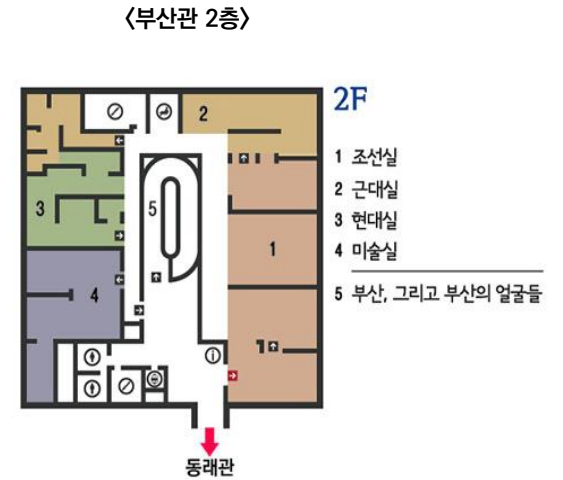 〈부산관 2층〉
2F
1 조선실
2 근대실
3 현대실
4 미술실
5 부산, 그리고 부산의 얼굴들
2
5
3
1
4
동래관